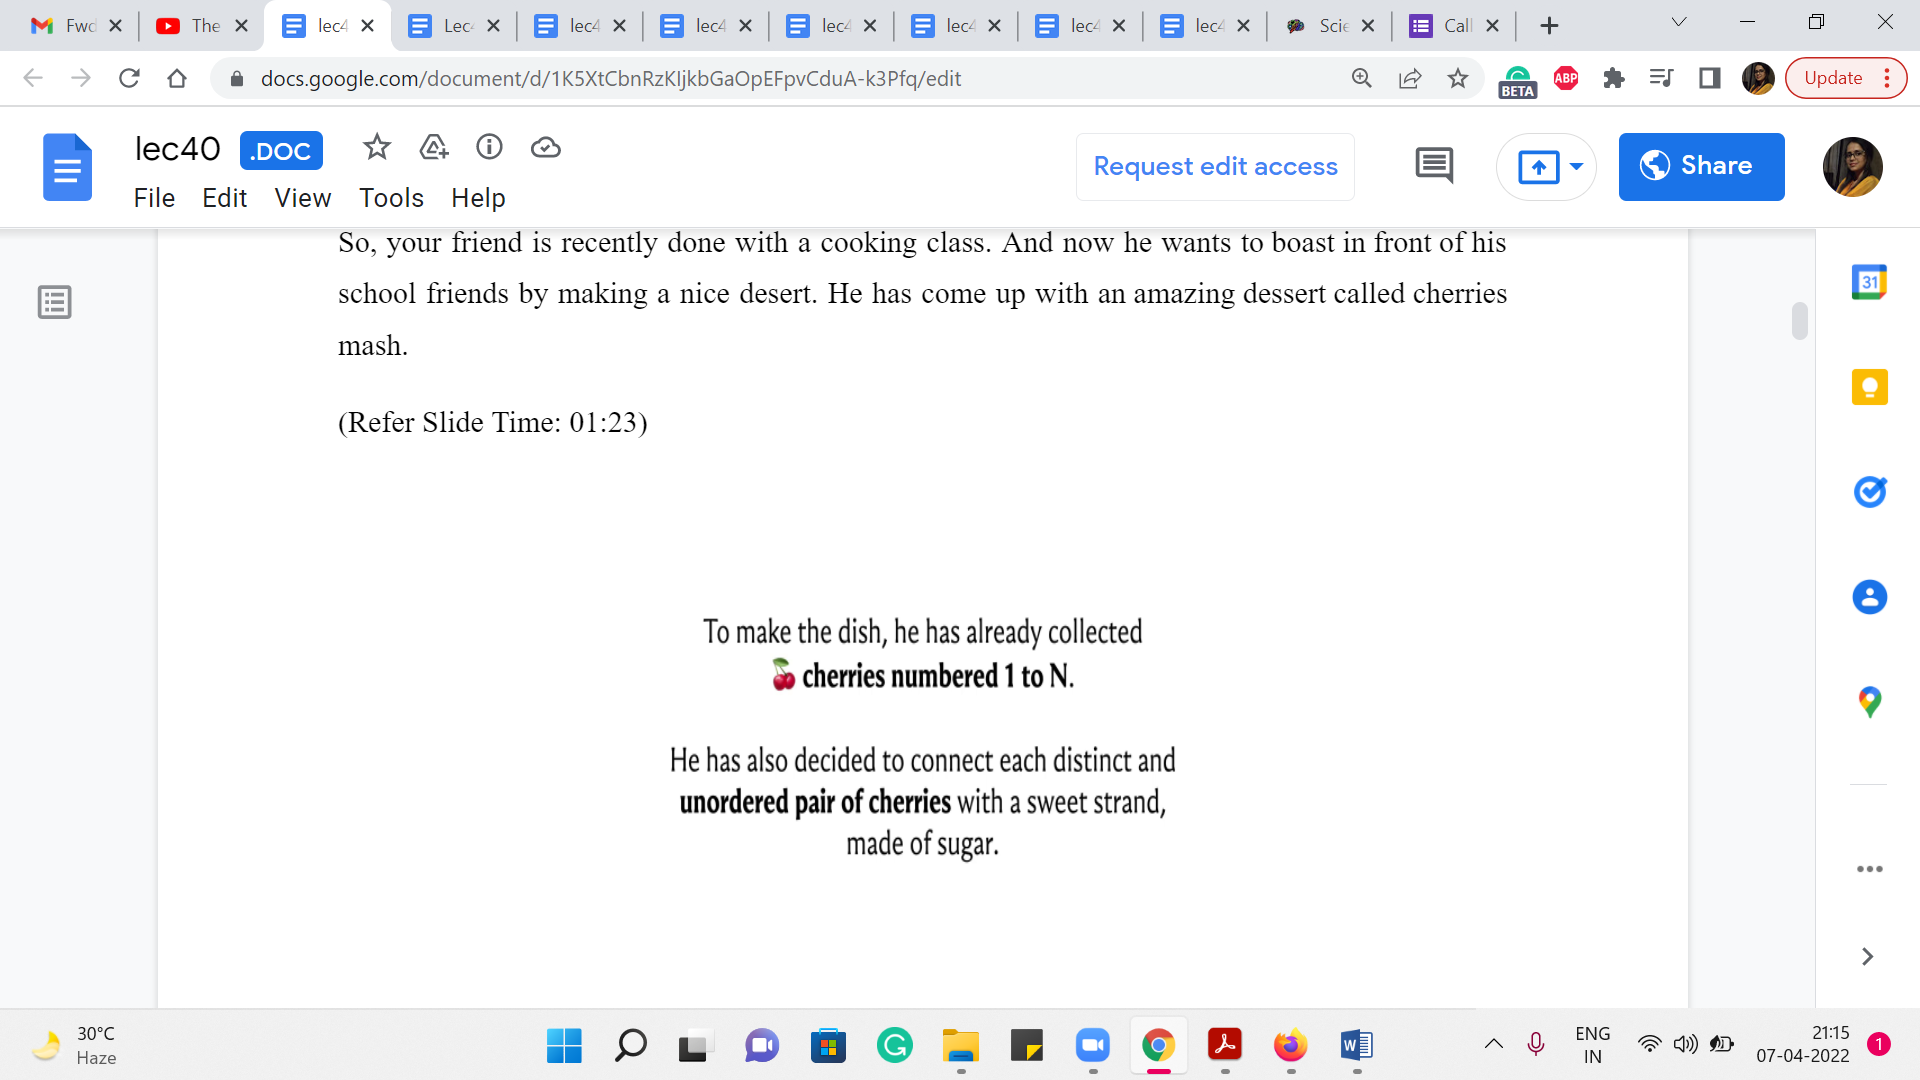 Fwd
The
lec4
Lec4
lec4
lec4
lec4
lec4
lec4
lec4
Scie
Call
docs.google.com/document/d/1K5XtCbnRzKIjkbGaOpEFpvCduA-k3Pfq/edit
BETA
ABP
Update
lec40
.DOC
Request edit access
Share
File Edit View Tools Help
So, your friend is recently done with a cooking class. And now he wants to boast in front of his
school friends by making a nice desert. He has come up with an amazing dessert called cherries
mash.
(Refer Slide Time: 01:23)
To make the dish, he has already collected
cherries numbered 1 to N.
He has also decided to connect each distinct and
unordered pair of cherries with a sweet strand,
made of sugar.
31
30°C
Haze
ENG
IN
21:15
07-04-2022
1